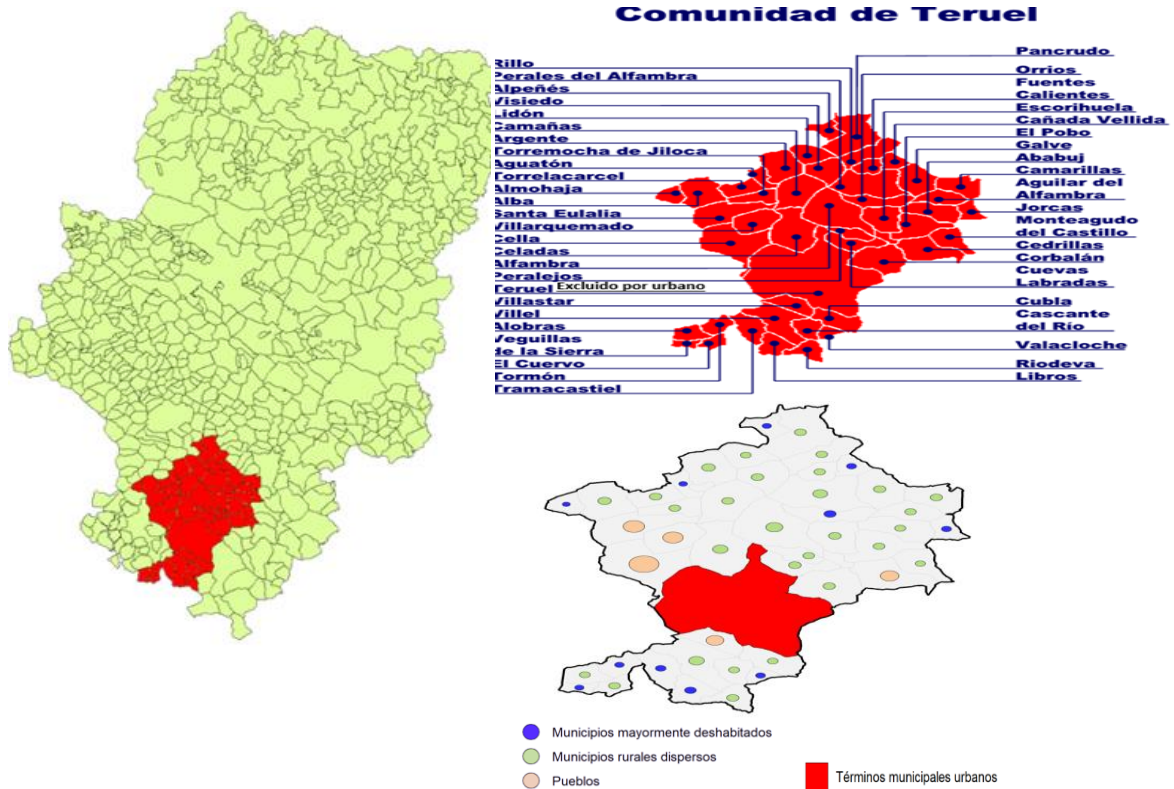 Comunidad de Teruel
Rillo
Perales del Alfambra
Alpeñés
Visiedo
Lidón
Camañas
Argente
Torremocha de Jiloca
Aguatón
Torrelacarcel
Almohaja
Alba
Santa Eulalia
Villarquemado
Cella
Celadas
Alfambra
Peralejos
Teruel Excluido por urbano
Villastar
Villel
Alobras
Veguillas
de la Sierra
El Cuervo
Tormón
Tramacastiel
Pancrudo
Orrios
Fuentes
Calientes
Escorihuela
Cañada Vellida
El Pobo
Galve
Ababuj
Camarillas
Aguilar del
Alfambra
Jorcas
Monteagudo
del Castillo
Cedrillas
Corbalán
Cuevas
Labradas
Cubla
Cascante
del Río
Valacloche
Riodeva
Libros
Municipios mayormente deshabitados
Municipios rurales dispersos
Pueblos
Términos municipales urbanos